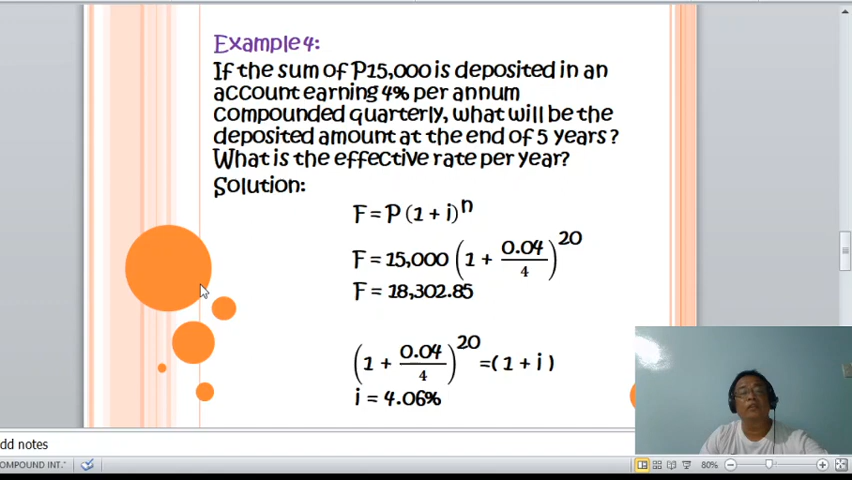 Example 4:
If the sum of P15,000 is deposited in an
account earning 4% per annum
compounded quarterly, what will be the
deposited amount at the end of 5 years ?
What is the effective rate per year?
Solution:
F = P (1 + i)^n
F = 15,000 (1 + 0.04/4)^20
F = 18,302.85
(1 + 0.04/4)^20 =( 1 + i )
i = 4.06%
dd notes
OMPOUND INT."
80%